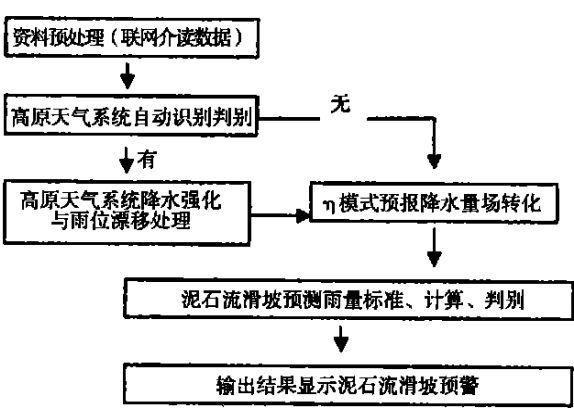 资料预处理（联网介读数据）
高原天气系统自动识别判别
无
有
高原天气系统降水强化
与雨位漂移处理
η模式预报降水量场转化
泥石流滑坡预测雨量标准、计算、判别
输出结果显示泥石流滑坡预警